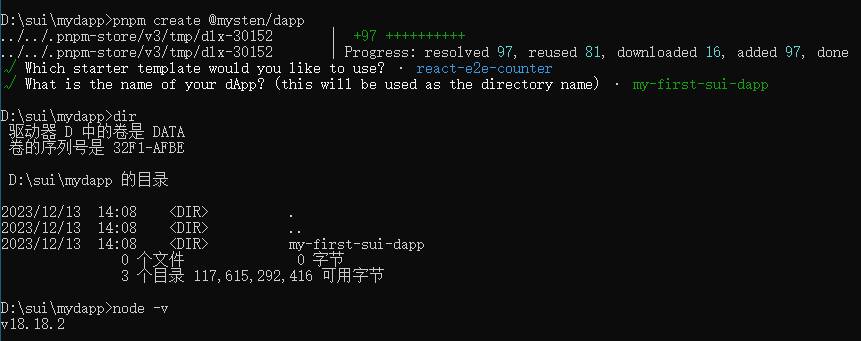 D:\sui\mydapp>pnpm create @mysten/dapp
../../.pnpm-store/v3/tmp/dlx-30152 | +97 ++++++++++
../../.pnpm-store/v3/tmp/dlx-30152 | Progress: resolved 97, reused 81, downloaded 16, added 97, done
√ Which starter template would you like to use? · react-e2e-counter
√ What is the name of your dApp? (this will be used as the directory name) · my-first-sui-dapp
D:\sui\mydapp>dir
驱动器 D 中的卷是 DATA
卷的序列号是 32F1-AFBE
D:\sui\mydapp 的目录
2023/12/13 14:08 <DIR> .
2023/12/13 14:08 <DIR> ..
2023/12/13 14:08 <DIR> my-first-sui-dapp
0 个文件 0 字节
3 个目录 117,615,292,416 可用字节
D:\sui\mydapp>node -v
v18.18.2